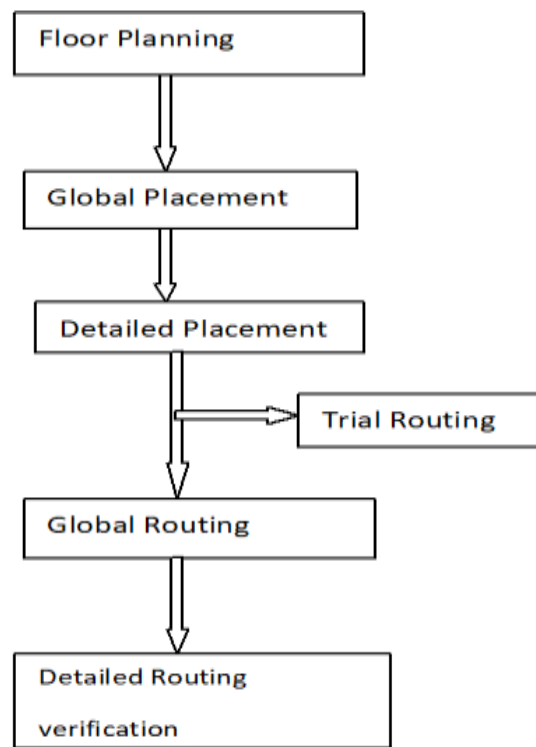 Floor Planning
Global Placement
Detailed Placement
Trial Routing
Global Routing
Detailed Routing
verification